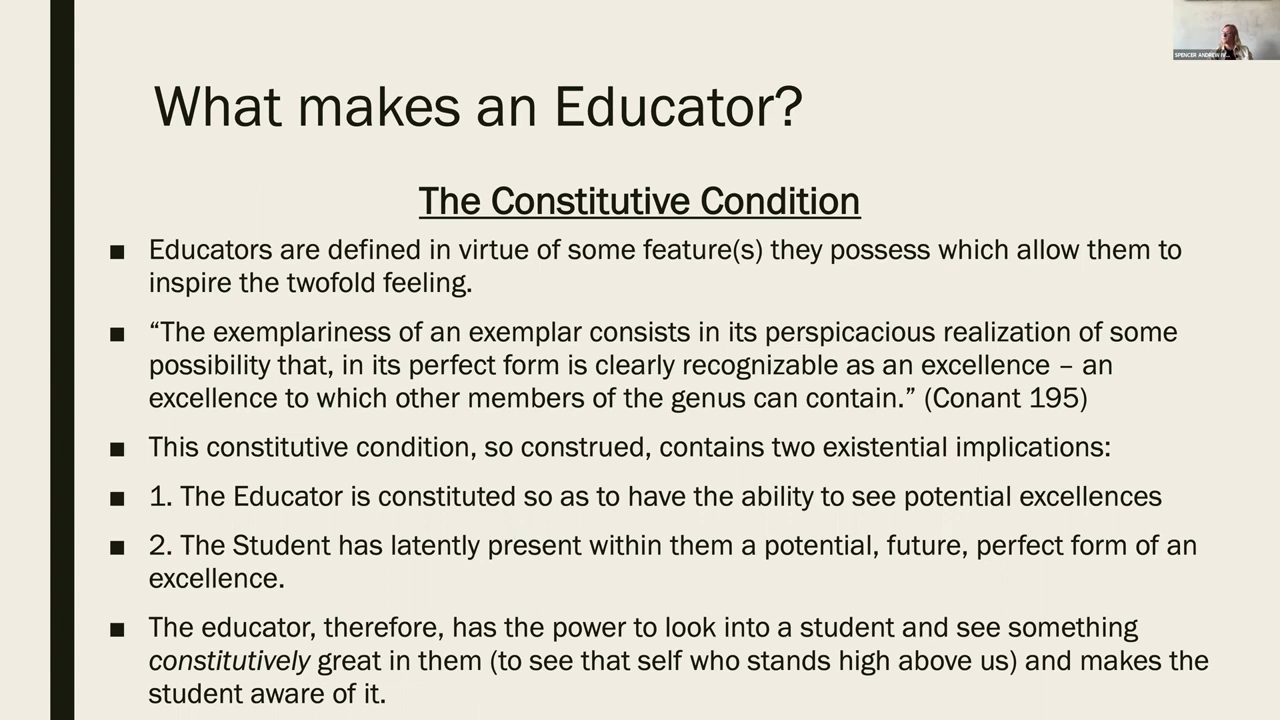 SPENCER ANDREW
What makes an Educator?
The Constitutive Condition
■ Educators are defined in virtue of some feature(s) they possess which allow them to
inspire the twofold feeling.
■ “The exemplariness of an exemplar consists in its perspicacious realization of some
possibility that, in its perfect form is clearly recognizable as an excellence – an
excellence to which other members of the genus can contain.” (Conant 195)
■ This constitutive condition, so construed, contains two existential implications:
■ 1. The Educator is constituted so as to have the ability to see potential excellences
■ 2. The Student has latently present within them a potential, future, perfect form of an
excellence.
■ The educator, therefore, has the power to look into a student and see something
constitutively great in them (to see that self who stands high above us) and makes the
student aware of it.